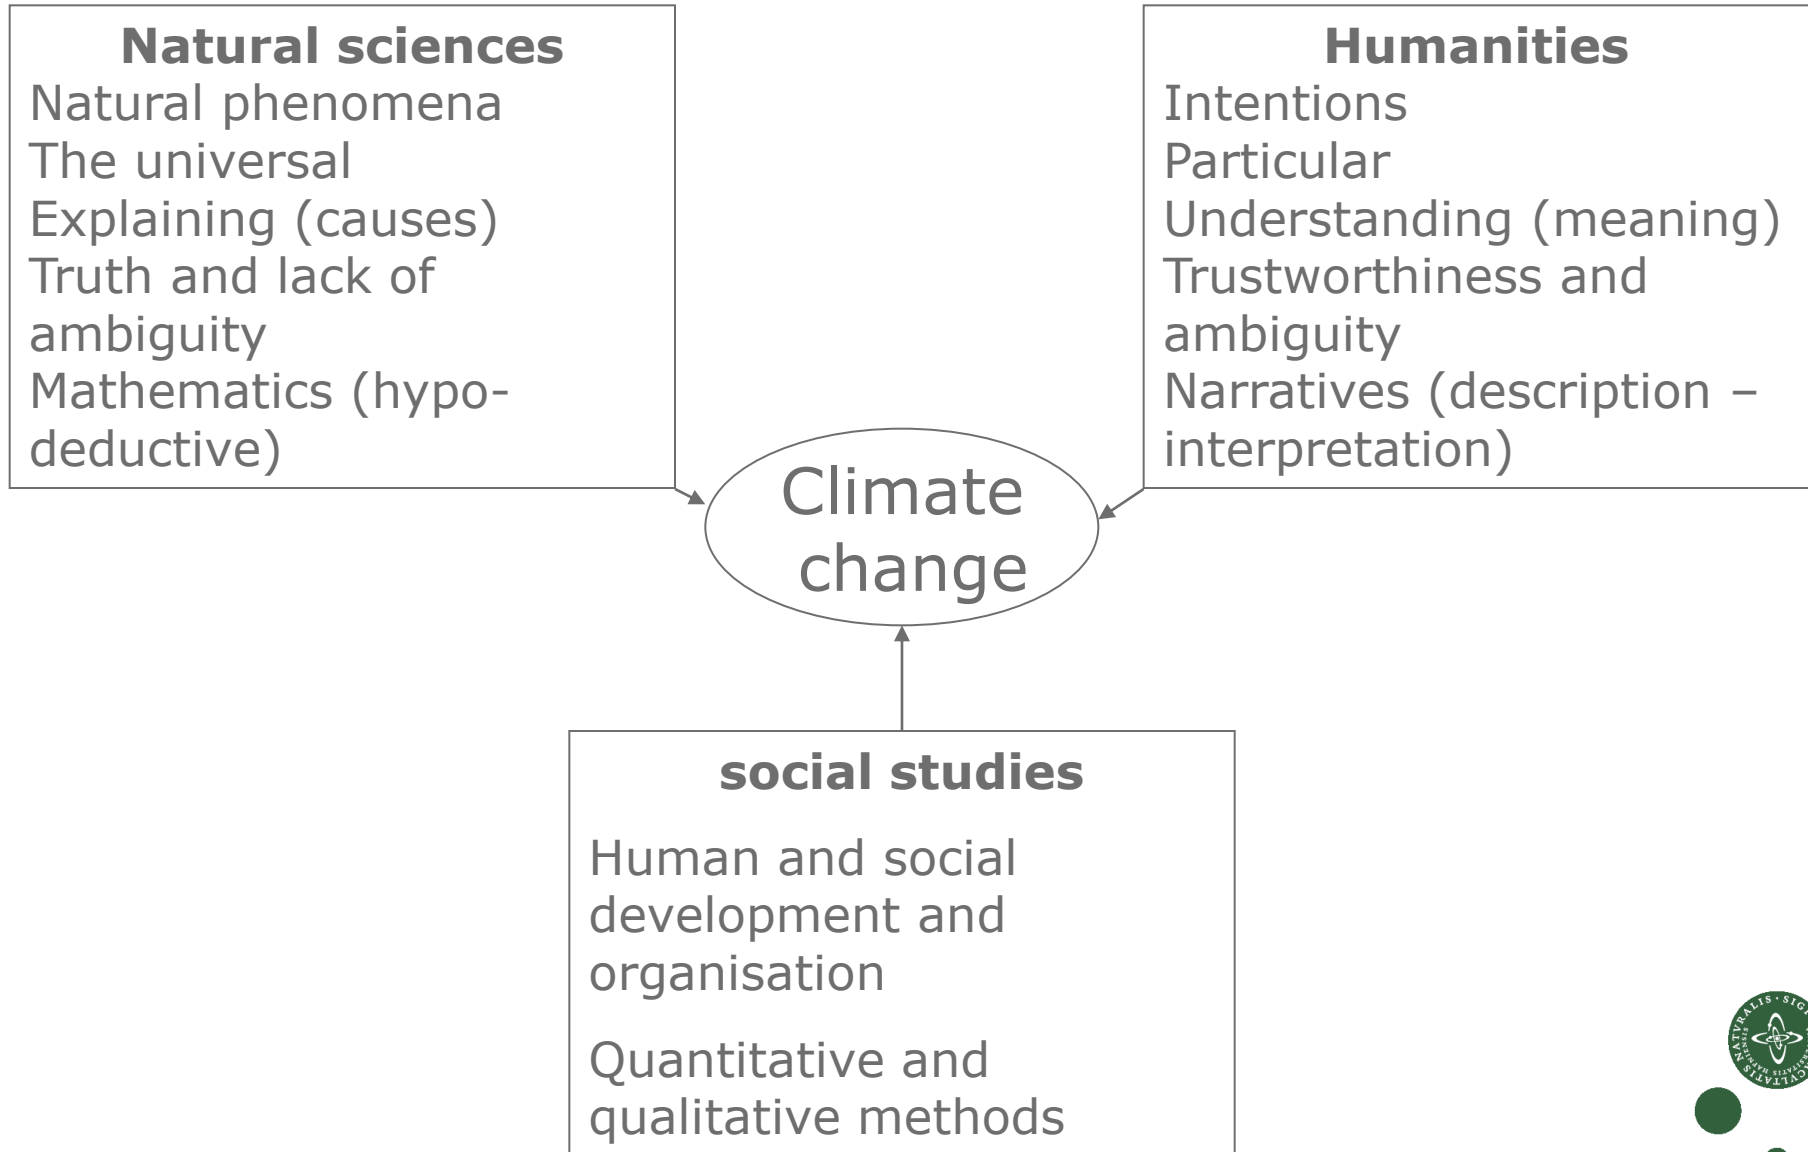 Natural sciences
Natural phenomena
The universal
Explaining (causes)
Truth and lack of
ambiguity
Mathematics (hypo-
deductive)
Humanities
Intentions
Particular
Understanding (meaning)
Trustworthiness and
ambiguity
Narratives (description –
interpretation)
Climate
change
social studies
Human and social
development and
organisation
Quantitative and
qualitative methods